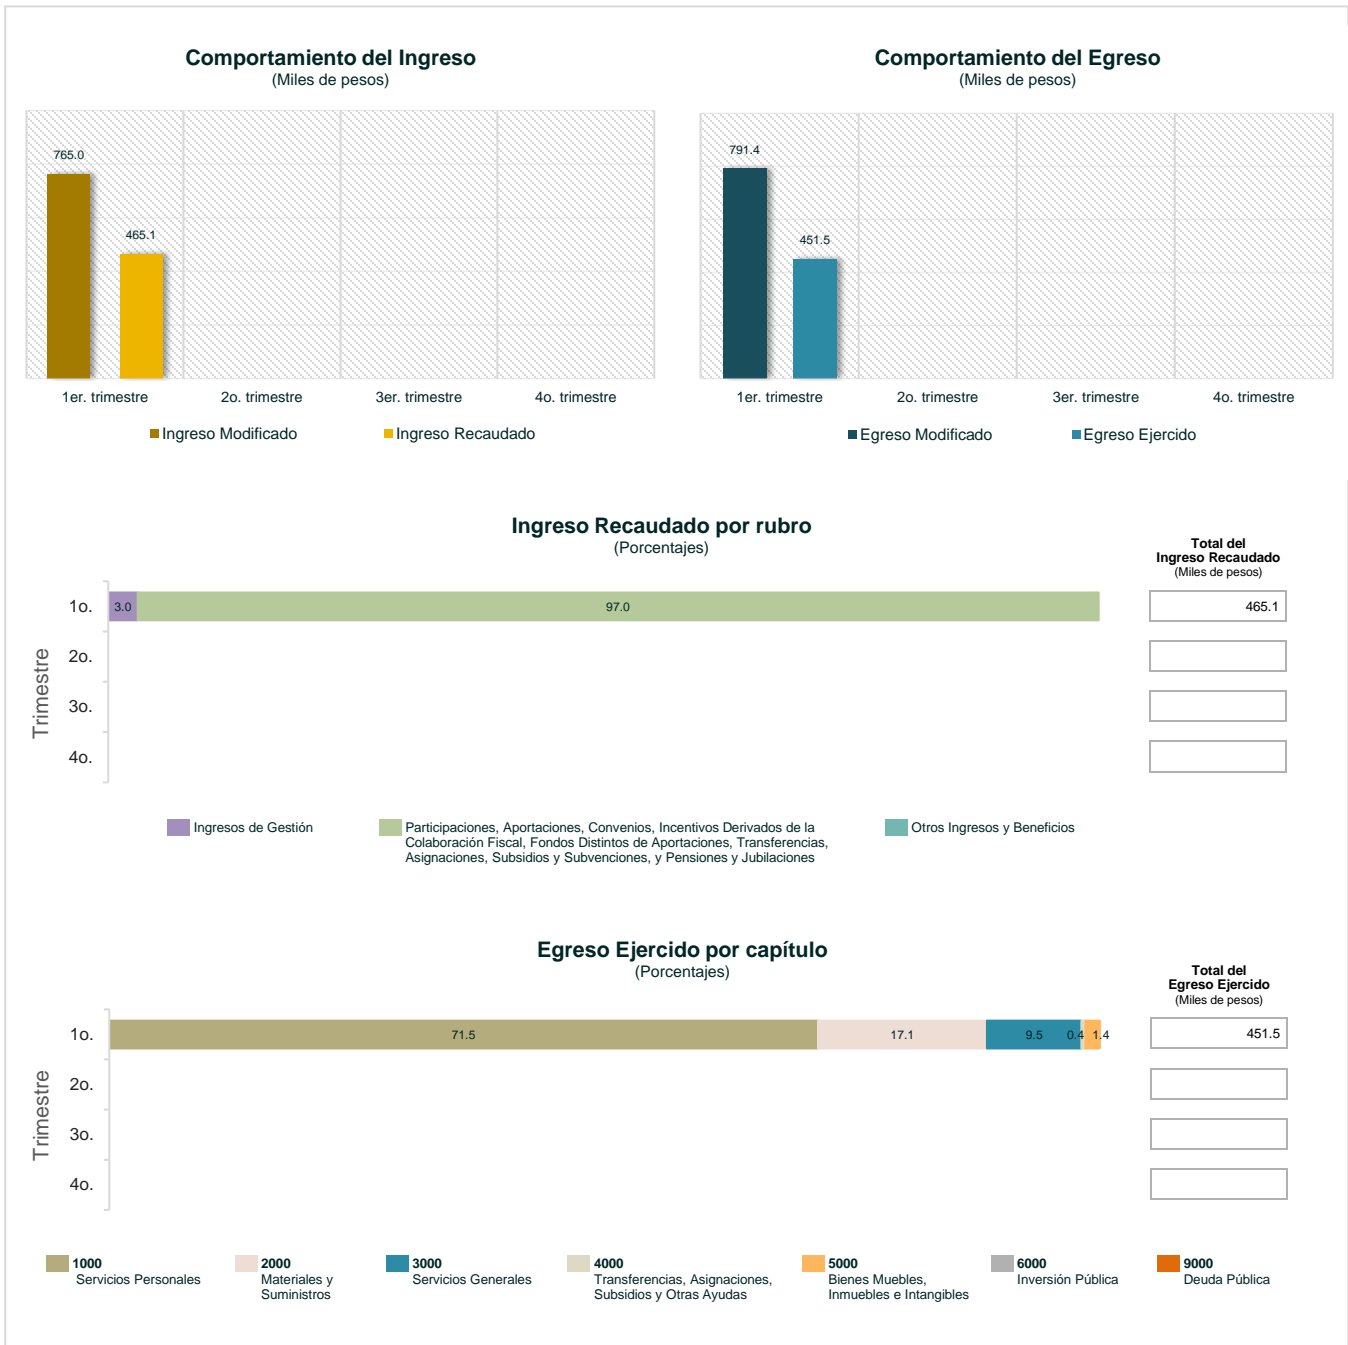 Comportamiento del Ingreso
(Miles de pesos)
765.0
465.1
1er. trimestre
2o. trimestre
3er. trimestre
4o. trimestre
Ingreso Modificado
Ingreso Recaudado
Comportamiento del Egreso
(Miles de pesos)
791.4
451.5
1er. trimestre
2o. trimestre
3er. trimestre
4o. trimestre
Egreso Modificado
Egreso Ejercido
Ingreso Recaudado por rubro
(Porcentajes)
Total del
Ingreso Recaudado
(Miles de pesos)
Trimestre
1o.
3.0
97.0
465.1
2o.
3o.
4o.
Ingresos de Gestión
Participaciones, Aportaciones, Convenios, Incentivos Derivados de la
Colaboración Fiscal, Fondos Distintos de Aportaciones, Transferencias,
Asignaciones, Subsidios y Subvenciones, y Pensiones y Jubilaciones
Otros Ingresos y Beneficios
Egreso Ejercido por capítulo
(Porcentajes)
Total del
Egreso Ejercido
(Miles de pesos)
Trimestre
1o.
71.5
17.1
9.5
0.4
1.4
451.5
2o.
3o.
4o.
1000
Servicios Personales
2000
Materiales y
Suministros
3000
Servicios Generales
4000
Transferencias, Asignaciones,
Subsidios y Otras Ayudas
5000
Bienes Muebles,
Inmuebles e Intangibles
6000
Inversión Pública
9000
Deuda Pública